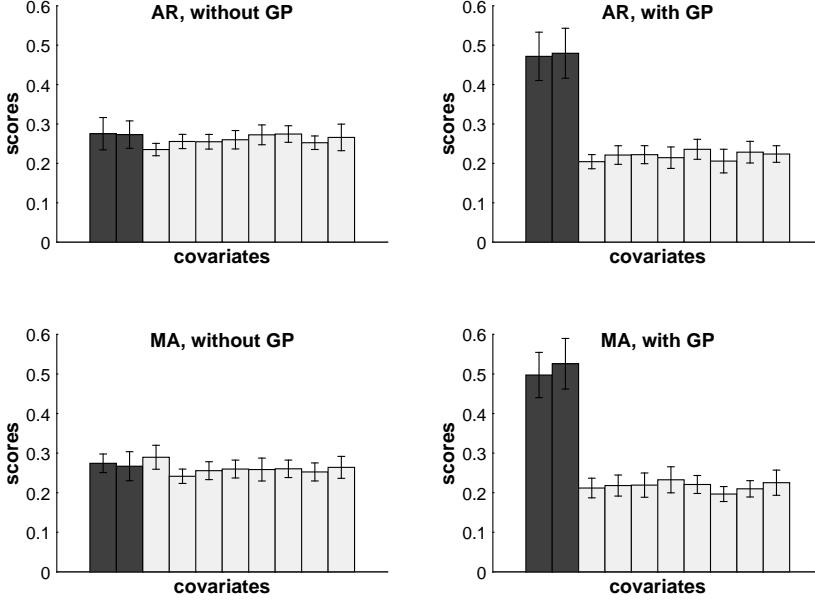 AR, without GP
0.6
0.5
0.4
0.3
0.2
0.1
0
scores
covariates
AR, with GP
0.6
0.5
0.4
0.3
0.2
0.1
0
scores
covariates
MA, without GP
0.6
0.5
0.4
0.3
0.2
0.1
0
scores
covariates
MA, with GP
0.6
0.5
0.4
0.3
0.2
0.1
0
scores
covariates